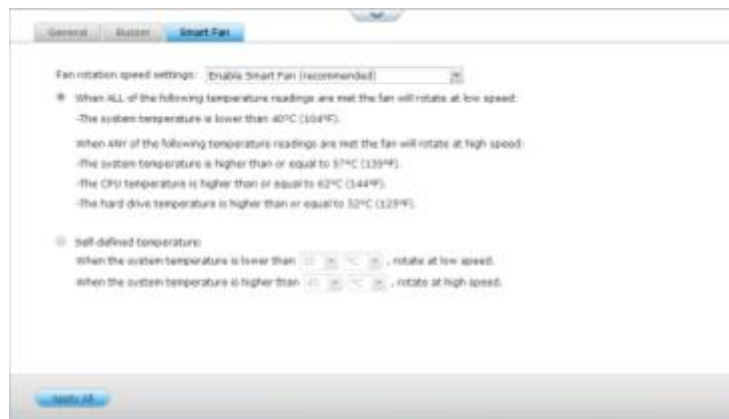 General Buzzer Smart Fan
Fan rotation speed settings: Enable Smart Fan (recommended)
When ALL of the following temperature readings are met the fan will rotate at low speed:
-The system temperature is lower than 40°C (104°F).
When ANY of the following temperature readings are met the fan will rotate at high speed:
-The system temperature is higher than or equal to 57°C (135°F).
-The CPU temperature is higher than or equal to 62°C (144°F).
-The hard drive temperature is higher than or equal to 52°C (125°F).
Self-defined temperature:
When the system temperature is lower than °C , rotate at low speed.
When the system temperature is higher than °C , rotate at high speed.
Apply All